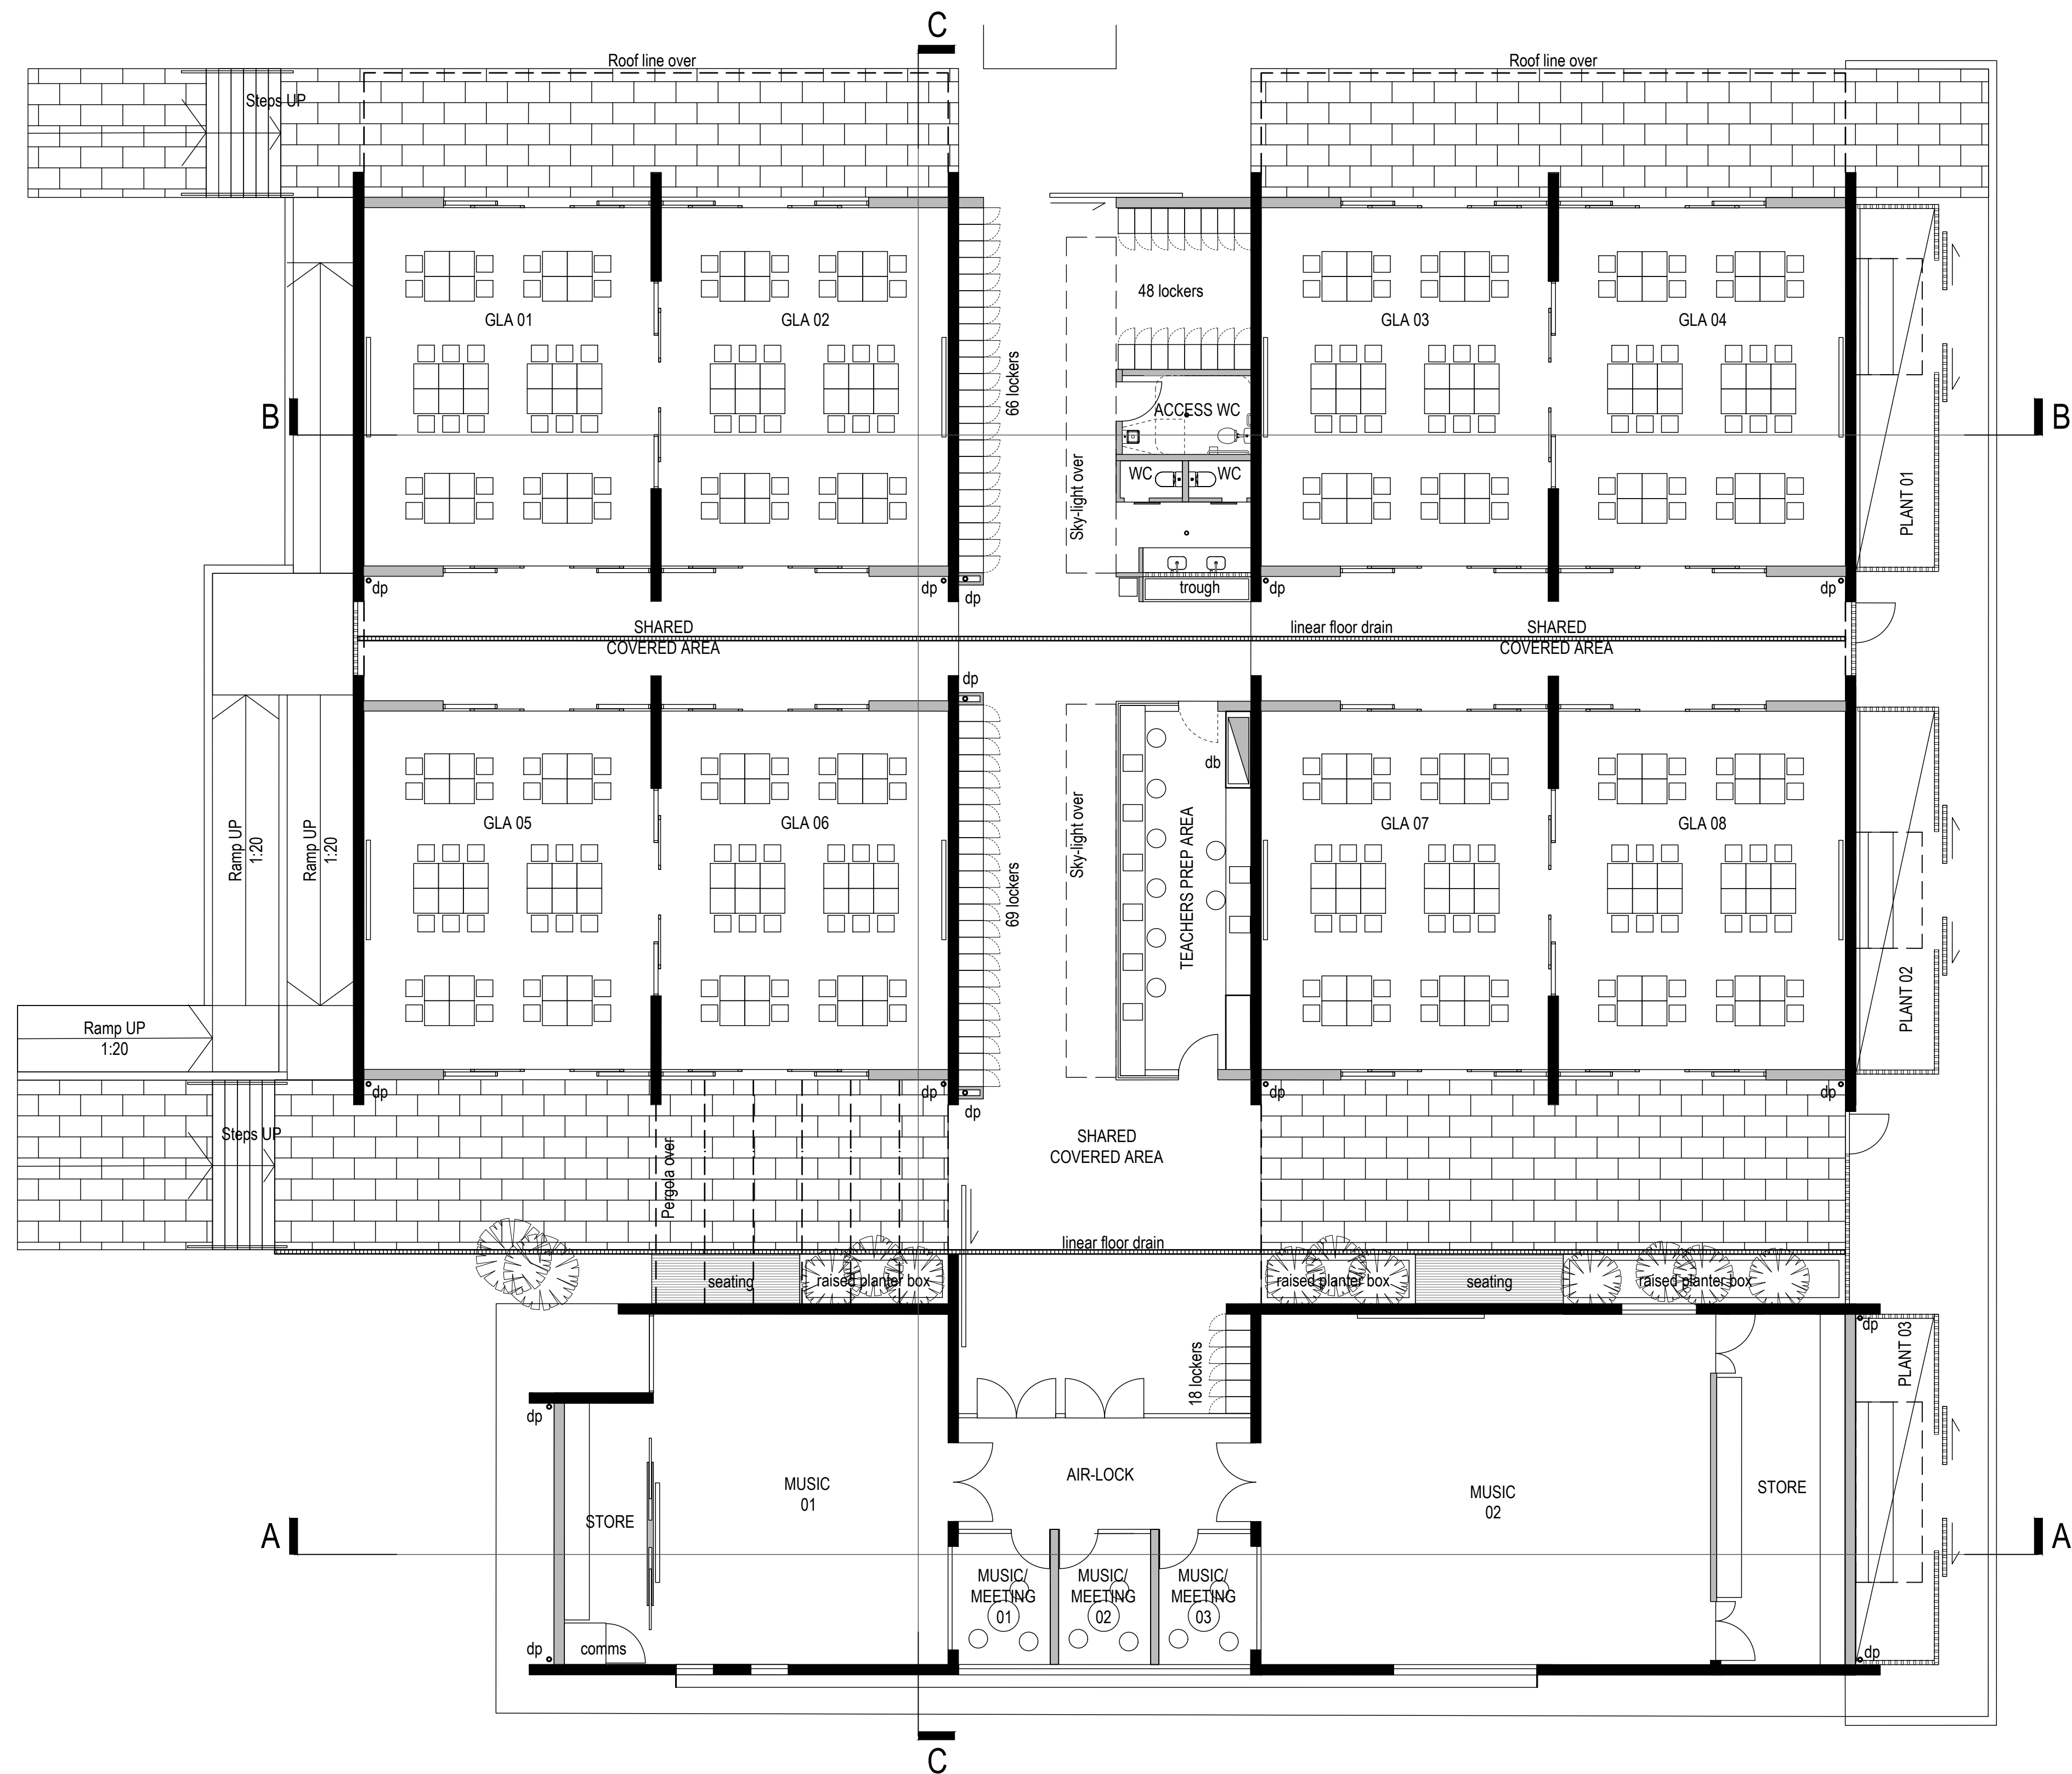 C
Roof line over
Roof line over
Steps UP
48 lockers
GLA 01
GLA 02
GLA 03
GLA 04
66 lockers
B
ACCESS WC
B
WC
WC
Sky-light over
PLANT 01
dp
dp
dp
trough
dp
dp
SHARED
COVERED AREA
linear floor drain
SHARED
COVERED AREA
dp
db
GLA 05
GLA 06
GLA 07
GLA 08
Ramp UP
1:20
Ramp UP
1:20
69 lockers
Sky-light over
TEACHERS PREP AREA
PLANT 02
Ramp UP
1:20
dp
dp
dp
dp
dp
Steps UP
Pergola over
SHARED
COVERED AREA
linear floor drain
seating
raised planter box
raised planter box
seating
raised planter box
dp
PLANT 03
18 lockers
dp
AIR-LOCK
MUSIC
01
MUSIC
02
STORE
STORE
A
A
MUSIC/
MEETING
01
MUSIC/
MEETING
02
MUSIC/
MEETING
03
dp
comms
dp
C